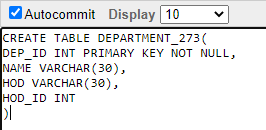 Autocommit Display 10
CREATE TABLE DEPARTMENT_273(
DEP_ID INT PRIMARY KEY NOT NULL,
NAME VARCHAR(30),
HOD VARCHAR(30),
HOD_ID INT
)